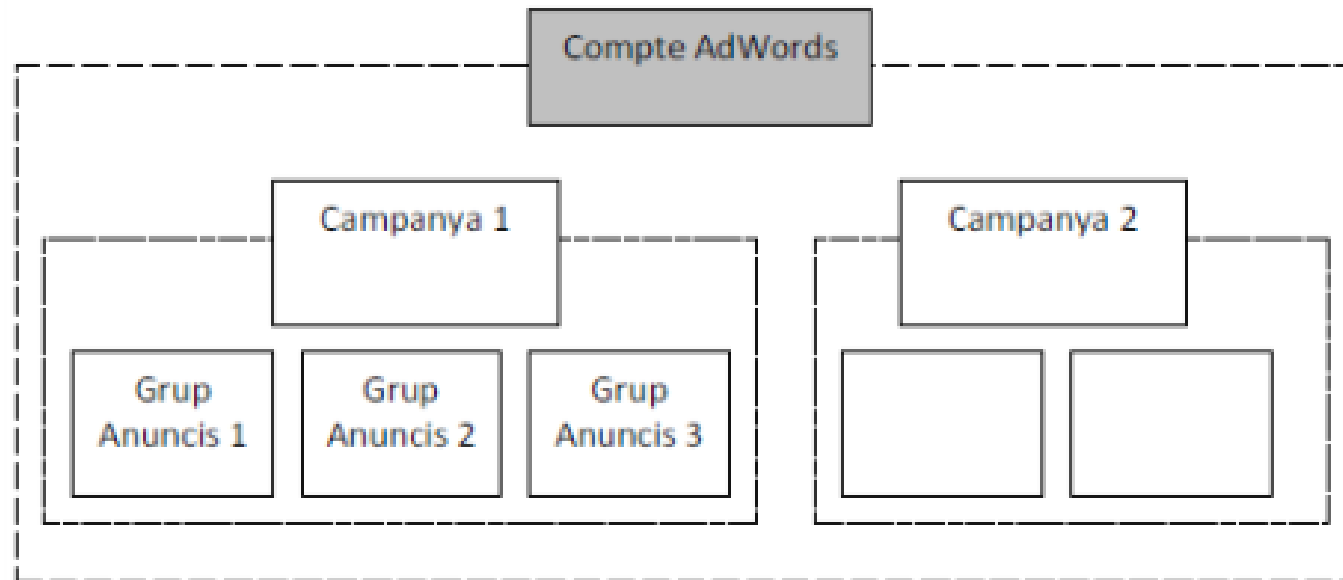 Compte AdWords
Campanya 1
Campanya 2
Grup
Anuncis 1
Grup
Anuncis 2
Grup
Anuncis 3